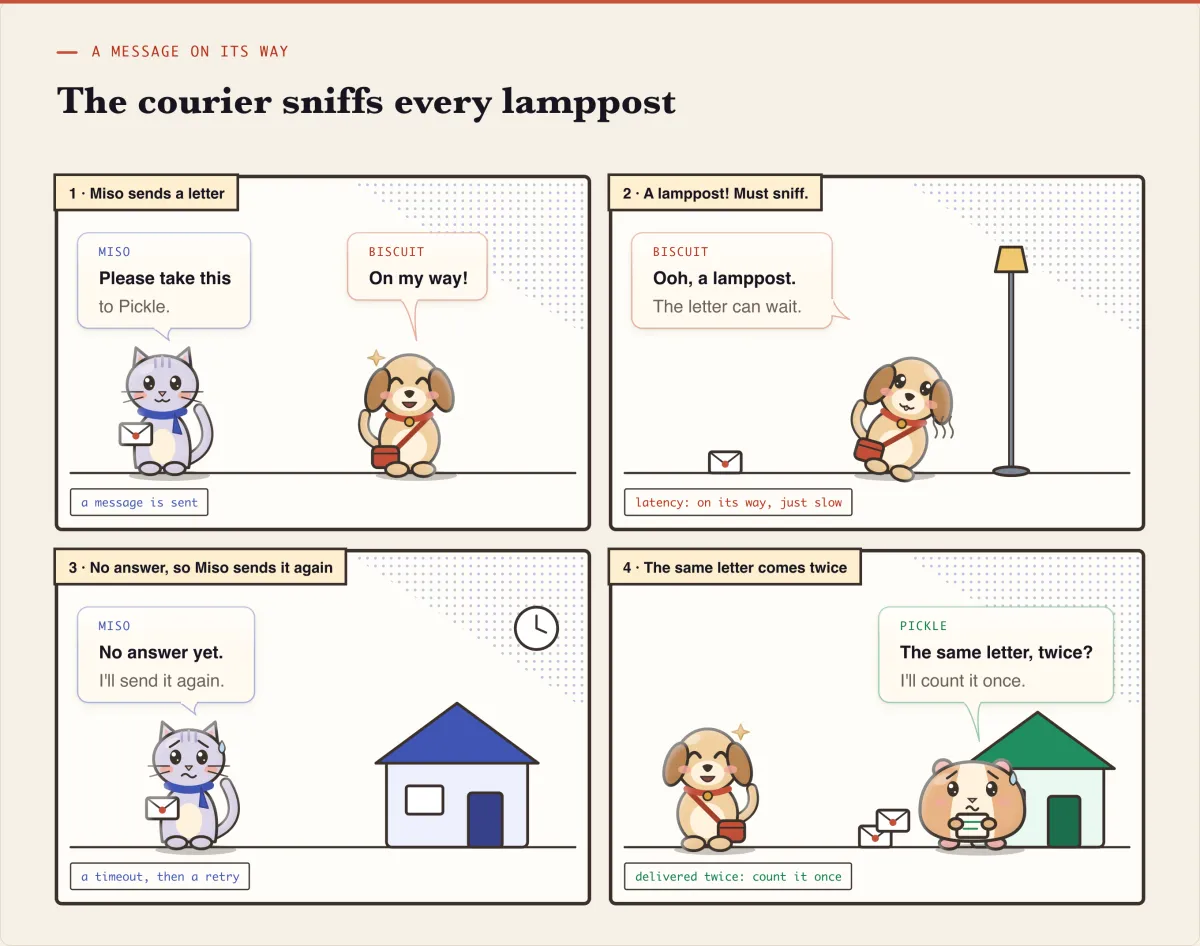 A MESSAGE ON ITS WAY
The courier sniffs every lamppost
1 · Miso sends a letter
MISO
Please take this
to Pickle.
BISCUIT
On my way!
a message is sent
2 · A lamppost! Must sniff.
BISCUIT
Ooh, a lamppost.
The letter can wait.
latency: on its way, just slow
3 · No answer, so Miso sends it again
MISO
No answer yet.
I'll send it again.
a timeout, then a retry
4 · The same letter comes twice
PICKLE
The same letter, twice?
I'll count it once.
delivered twice: count it once